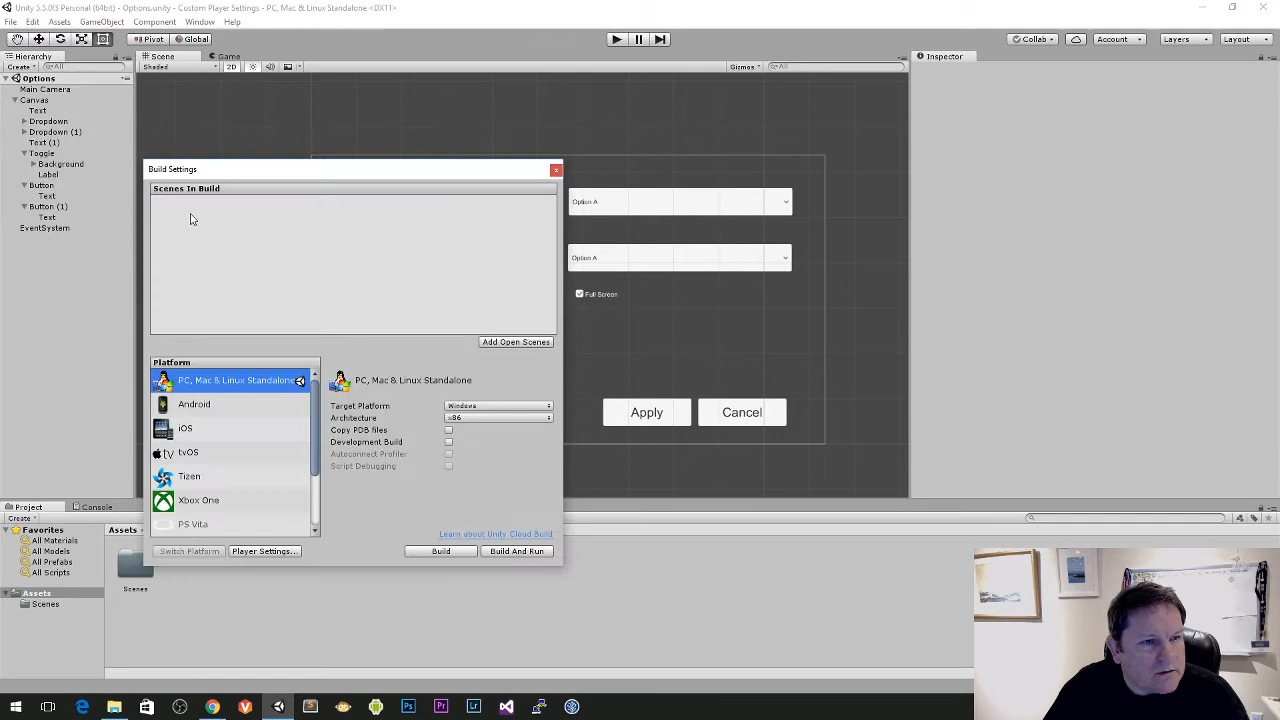 Unity 5.5.0f3 Personal (64bit) - Options.unity - Custom Player Settings - PC, Mac & Linux Standalone <DX11>
File Edit Assets GameObject Component Window Help
Pivot Global Collab Account Layers Layout
Hierarchy Scene Game Inspector
Create All Shaded 2D Gizmos All
Options
Main Camera
Canvas
Text
Dropdown
Dropdown (1)
Text (1)
Toggle
Background
Label
Button
Text
Button (1)
Text
EventSystem
Build Settings
Scenes In Build
Add Open Scenes
Platform
PC, Mac & Linux Standalone
Android
iOS
tvOS
Tizen
Xbox One
PS Vita
PC, Mac & Linux Standalone
Target Platform Windows
Architecture x86
Copy PDB files
Development Build
Autoconnect Profiler
Script Debugging
Learn about Unity Cloud Build
Switch Platform Player Settings... Build Build And Run
Option A
Option A
Full Screen
Apply Cancel
Project Console
Create
Favorites
All Materials
All Models
All Prefabs
All Scripts
Assets
Scenes
Assets
Scenes